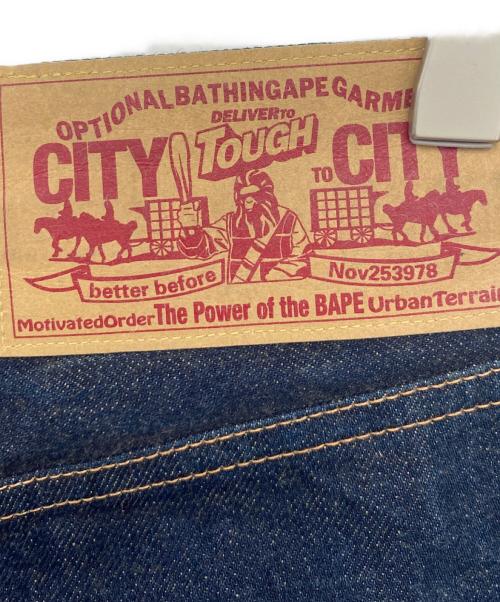 OPTIONAL BATHINGAPE GARME
DELIVER TO
CITY TOUGH TO CITY
better before
Nov253978
MotivatedOrder The Power of the BAPE UrbanTerrai